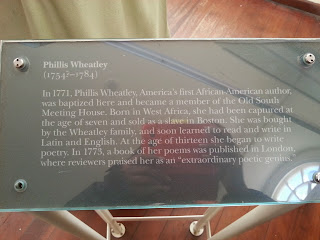 Phillis Wheatley
(1754?–1784)
In 1771, Phillis Wheatley, America's first African-American author,
was baptized here and became a member of the Old South
Meeting House. Born in West Africa, she had been captured at
the age of seven and sold as a slave in Boston. She was bought
by the Wheatley family, and soon learned to read and write in
Latin and English. At the age of thirteen she began to write
poetry. In 1773, a book of her poems was published in London,
where reviewers praised her as an “extraordinary poetic genius.”